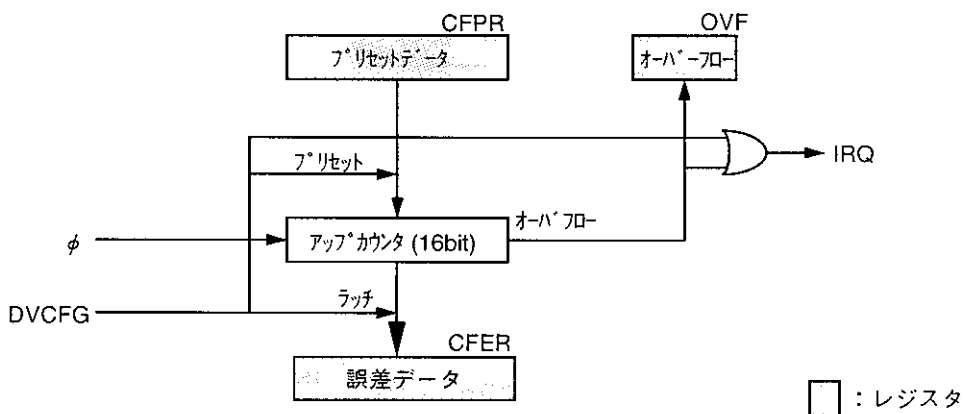 CFPR
OVF
プリセットデータ
オーバーフロー
プリセット
IRQ
オーバフロー
φ
アップカウンタ (16bit)
ラッチ
DVCFG
CFER
誤差データ
：レジスタ